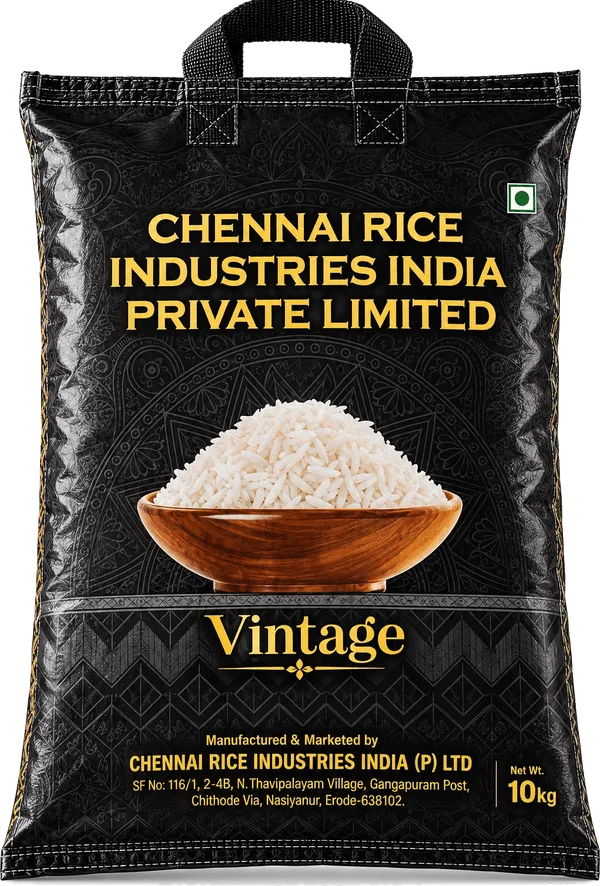 CHENNAI RICE
INDUSTRIES INDIA
PRIVATE LIMITED
Vintage
Manufactured & Marketed by
CHENNAI RICE INDUSTRIES INDIA (P) LTD
SF No: 116/1, 2-4B, N.Thavipalayam Village, Gangapuram Post,
Chithode Via, Nasiyanur, Erode-638102.
Net Wt.
10kg